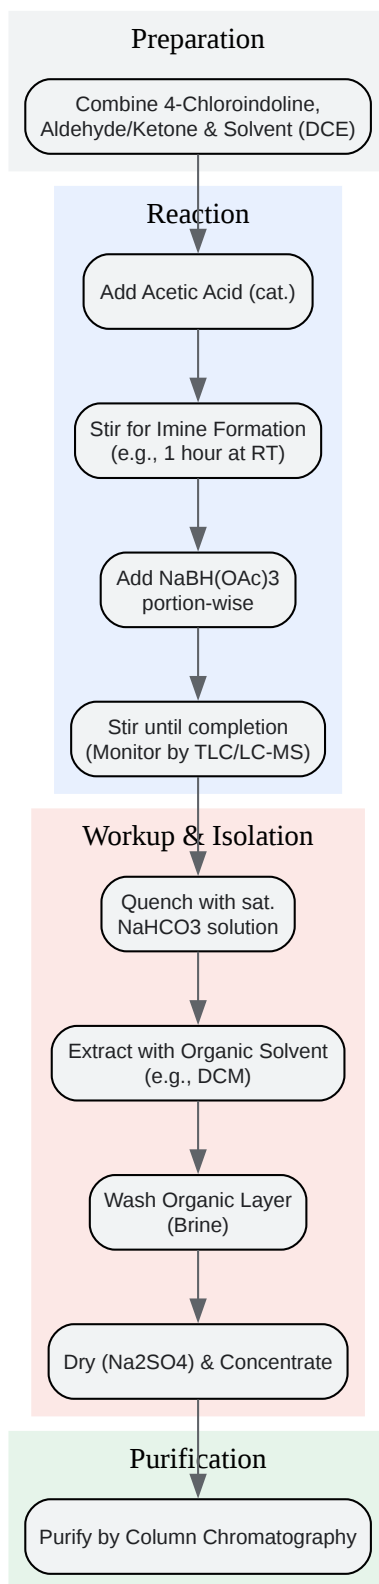 Preparation
Combine 4-Chloroindoline,
Aldehyde/Ketone & Solvent (DCE)
Reaction
Add Acetic Acid (cat.)
Stir for Imine Formation
(e.g., 1 hour at RT)
Add NaBH(OAc)3
portion-wise
Stir until completion
(Monitor by TLC/LC-MS)
Workup & Isolation
Quench with sat.
NaHCO3 solution
Extract with Organic Solvent
(e.g., DCM)
Wash Organic Layer
(Brine)
Dry (Na2SO4) & Concentrate
Purification
Purify by Column Chromatography